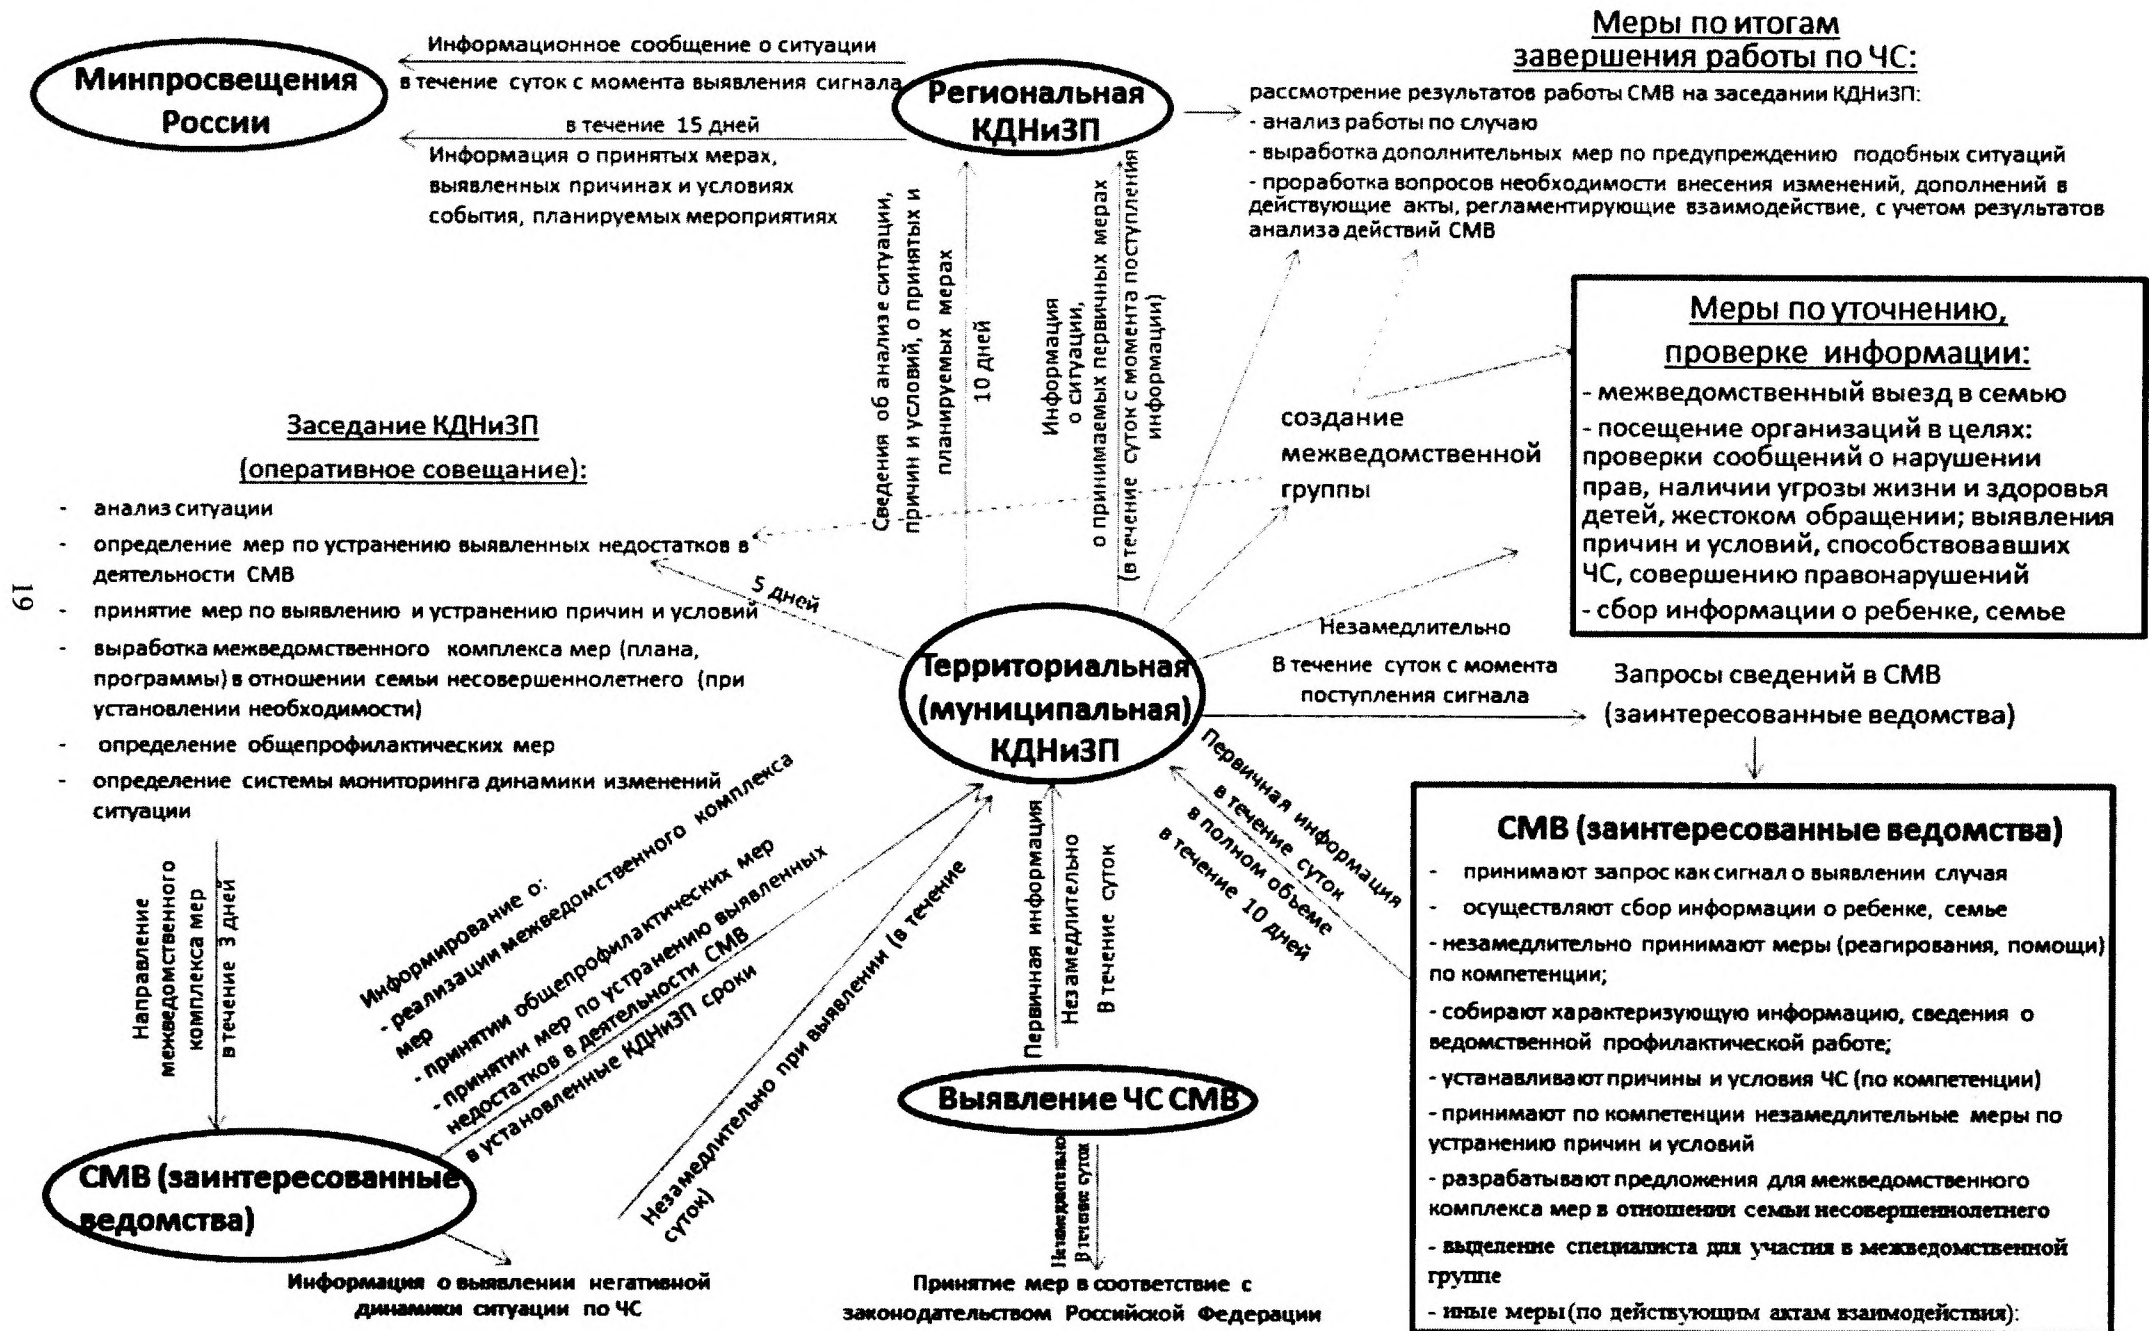 Меры по итогам
завершения работы по ЧС:
Информационное сообщение о ситуации
в течение суток с момента выявления сигнала
Минпросвещения
России
в течение 15 дней
Информация о принятых мерах,
выявленных причинах и условиях
события, планируемых мероприятиях
Региональная
КДНиЗП
рассмотрение результатов работы СМВ на заседании КДНиЗП:
- анализ работы по случаю
- выработка дополнительных мер по предупреждению подобных ситуаций
- проработка вопросов необходимости внесения изменений, дополнений в
действующие акты, регламентирующие взаимодействие, с учетом результатов
анализа действий СМВ
Сведения об анализе ситуации,
причин и условий, о принятых и
планируемых мерах
10 дней
Информация
о ситуации,
о принимаемых первичных мерах
(в течение суток с момента поступления
информации)
Меры по уточнению,
проверке информации:
- межведомственный выезд в семью
- посещение организаций в целях:
проверки сообщений о нарушении
прав, наличии угрозы жизни и здоровья
детей, жестоком обращении; выявления
причин и условий, способствовавших
ЧС, совершению правонарушений
- сбор информации о ребенке, семье
создание
межведомственной
группы
Заседание КДНиЗП
(оперативное совещание):
- анализ ситуации
- определение мер по устранению выявленных недостатков в
деятельности СМВ
- принятие мер по выявлению и устранению причин и условий
- выработка межведомственного комплекса мер (плана,
программы) в отношении семьи несовершеннолетнего (при
установлении необходимости)
- определение общепрофилактических мер
- определение системы мониторинга динамики изменений
ситуации
19
5 дней
Территориальная
(муниципальная)
КДНиЗП
Незамедлительно
В течение суток с момента
поступления сигнала
Запросы сведений в СМВ
(заинтересованные ведомства)
Направление
межведомственного
комплекса мер
в течение 3 дней
Информирование о:
- реализации межведомственного комплекса
мер
- принятии общепрофилактических мер
- принятии мер по устранению выявленных
недостатков в деятельности СМВ
в установленные КДНиЗП сроки
Незамедлительно при выявлении (в течение
суток)
Первичная информация
Незамедлительно
В течение суток
Первичная информация
в течение суток
в полном объеме
в течение 10 дней
СМВ (заинтересованные ведомства)
- принимают запрос как сигнал о выявлении случая
- осуществляют сбор информации о ребенке, семье
- незамедлительно принимают меры (реагирования, помощи)
по компетенции;
- собирают характеризующую информацию, сведения о
ведомственной профилактической работе;
- устанавливают причины и условия ЧС (по компетенции)
- принимают по компетенции незамедлительные меры по
устранению причин и условий
- разрабатывают предложения для межведомственного
комплекса мер в отношении семьи несовершеннолетнего
- выделение специалиста для участия в межведомственной
группе
- иные меры (по действующим актам взаимодействия):
Выявление ЧС СМВ
Незамедлительно
В течение суток
Принятие мер в соответствие с
законодательством Российской Федерации
СМВ (заинтересованные
ведомства)
Информация о выявлении негативной
динамики ситуации по ЧС